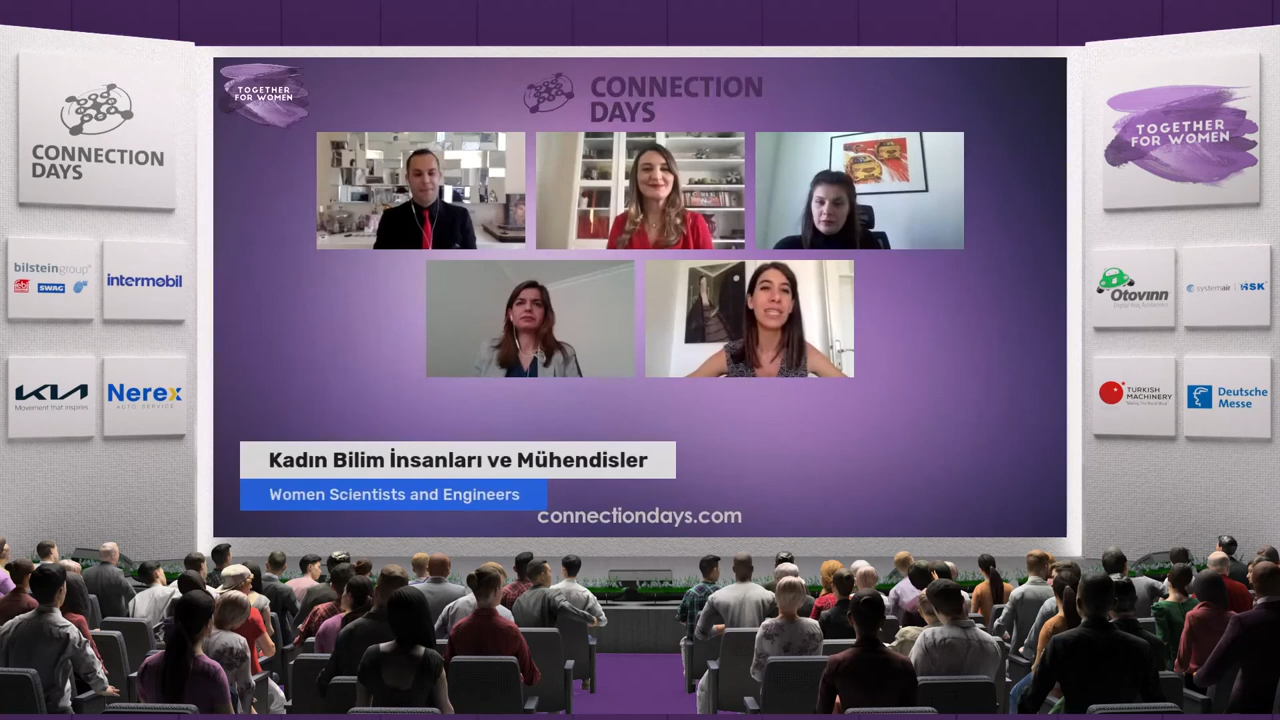 CONNECTION
DAYS
bilsteingroup®
febi
SWAG
intermobil
KIA
Movement that inspires
Nerex
AUTO SERVICE
TOGETHER
FOR WOMEN
CONNECTION
DAYS
Kadın Bilim İnsanları ve Mühendisler
Women Scientists and Engineers
connectiondays.com
TOGETHER
FOR WOMEN
Otovinn
systemair | HSK
TURKISH
MACHINERY
Deutsche
Messe